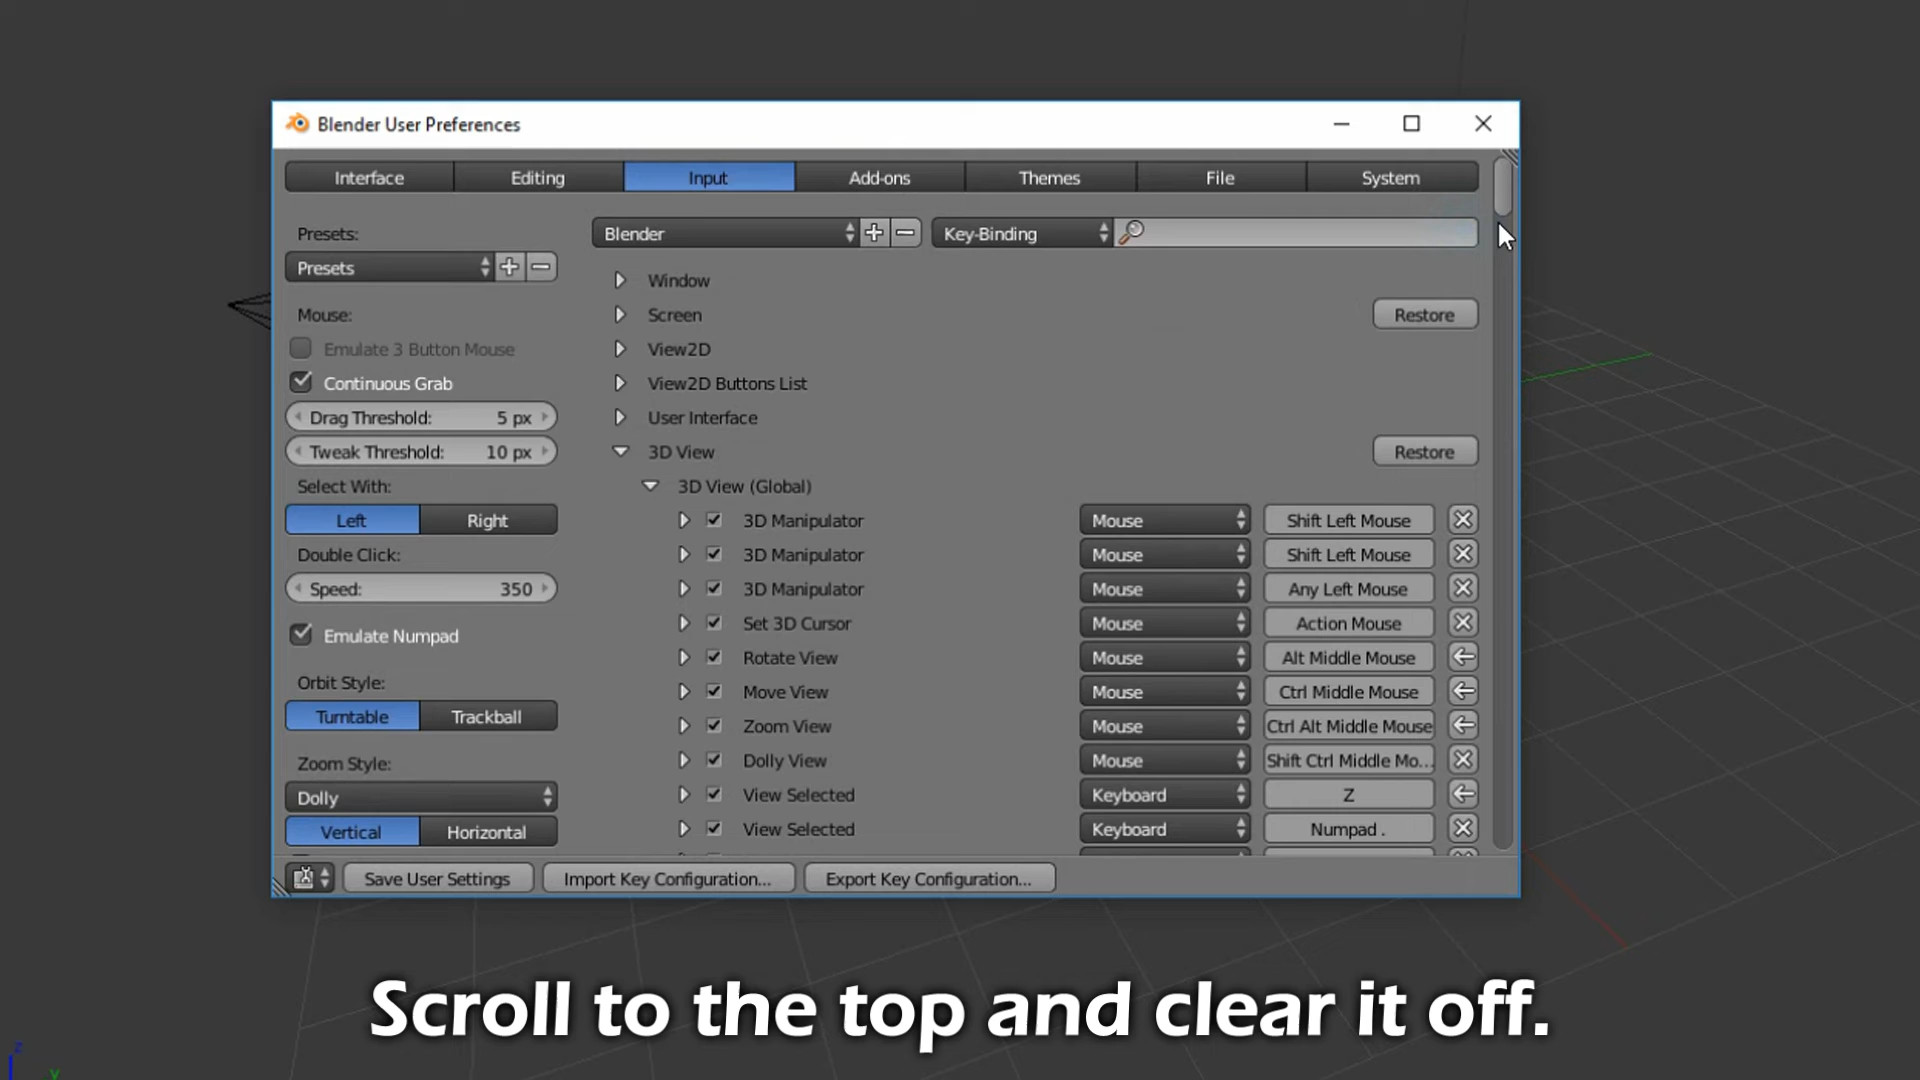 Blender User Preferences
Interface Editing Input Add-ons Themes File System
Presets:
Presets
Mouse:
Emulate 3 Button Mouse
Continuous Grab
Drag Threshold: 5 px
Tweak Threshold: 10 px
Select With:
Left Right
Double Click:
Speed: 350
Emulate Numpad
Orbit Style:
Turntable Trackball
Zoom Style:
Dolly
Vertical Horizontal
Blender Key-Binding
Window
Screen Restore
View2D
View2D Buttons List
User Interface
3D View Restore
3D View (Global)
3D Manipulator Mouse Shift Left Mouse
3D Manipulator Mouse Shift Left Mouse
3D Manipulator Mouse Any Left Mouse
Set 3D Cursor Mouse Action Mouse
Rotate View Mouse Alt Middle Mouse
Move View Mouse Ctrl Middle Mouse
Zoom View Mouse Ctrl Alt Middle Mouse
Dolly View Mouse Shift Ctrl Middle Mo...
View Selected Keyboard Z
View Selected Keyboard Numpad .
Save User Settings Import Key Configuration... Export Key Configuration...
Scroll to the top and clear it off.
z
y